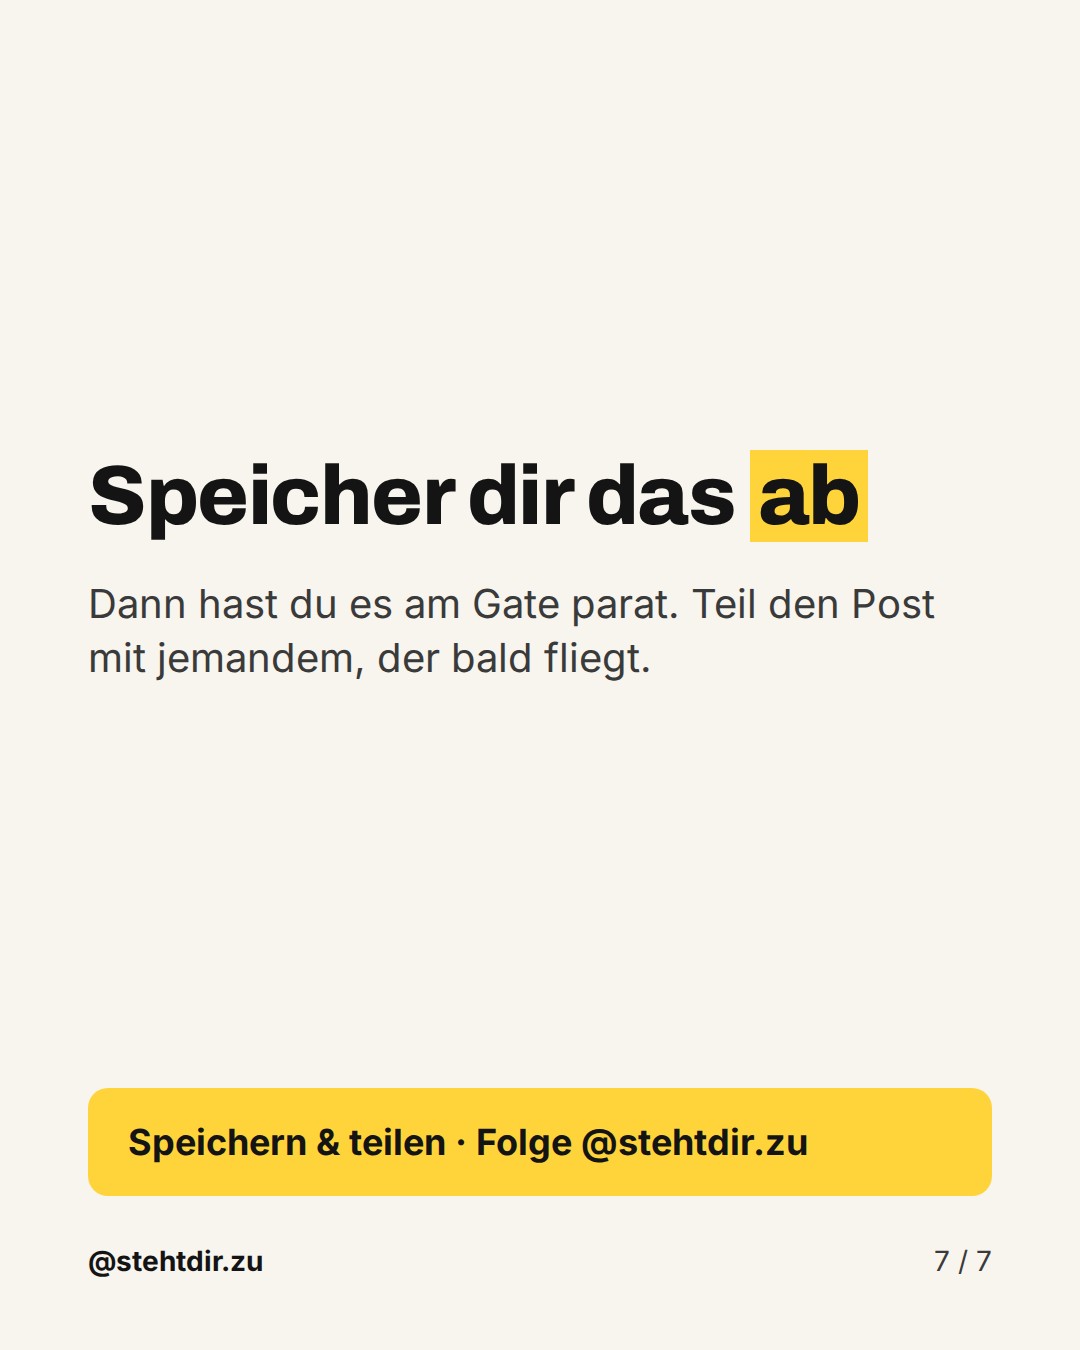 Speicher dir das ab
Dann hast du es am Gate parat. Teil den Post
mit jemandem, der bald fliegt.
Speichern & teilen · Folge @stehtdir.zu
@stehtdir.zu
7 / 7